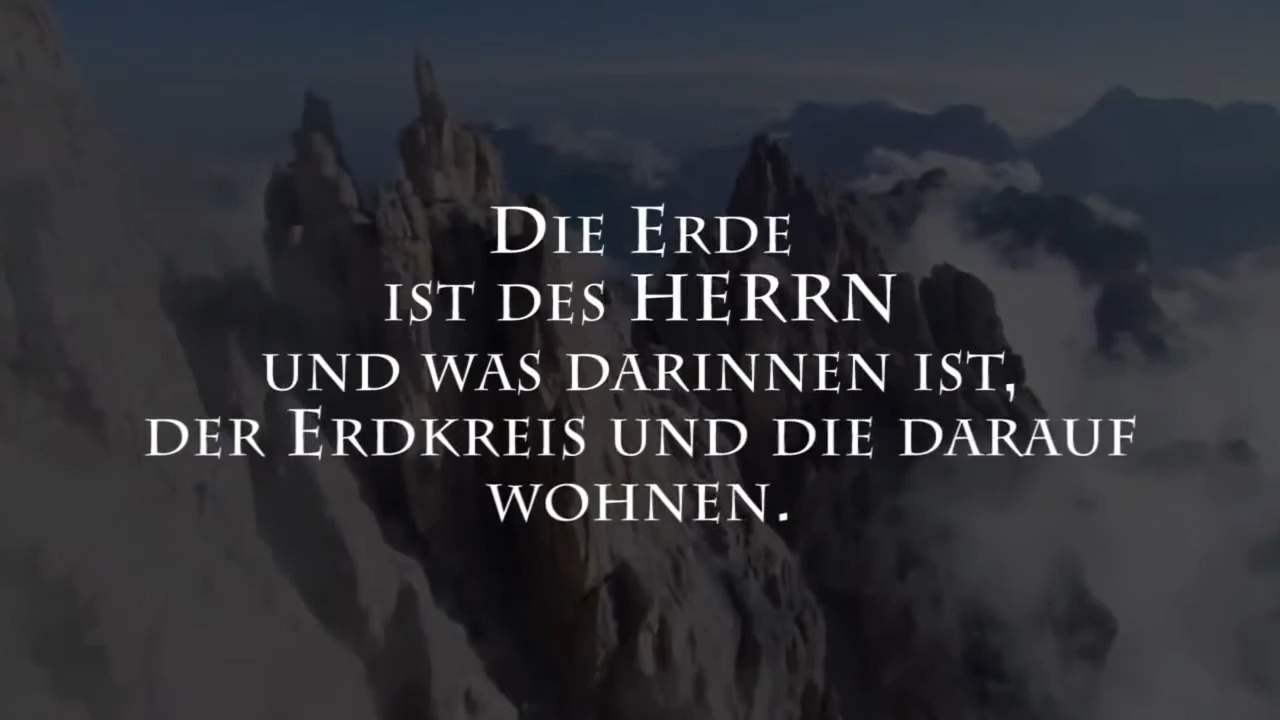 Die Erde
ist des HERRN
und was darinnen ist,
der Erdkreis und die darauf
wohnen.